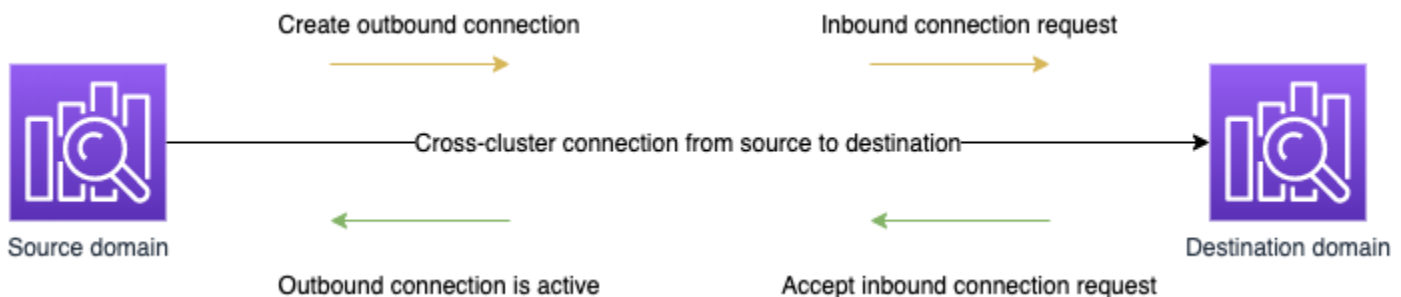 Create outbound connection
Inbound connection request
Cross-cluster connection from source to destination
Source domain
Destination domain
Outbound connection is active
Accept inbound connection request